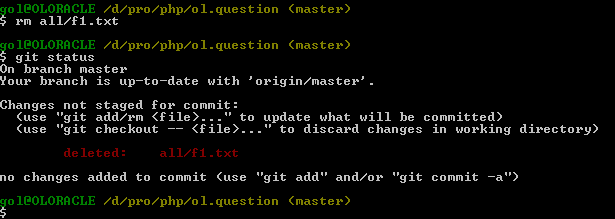 gol@OLORACLE /d/pro/php/ol.question (master)
$ rm all/f1.txt
gol@OLORACLE /d/pro/php/ol.question (master)
$ git status
On branch master
Your branch is up-to-date with 'origin/master'.
Changes not staged for commit:
(use "git add/rm <file>..." to update what will be committed)
(use "git checkout -- <file>..." to discard changes in working directory)
deleted: all/f1.txt
no changes added to commit (use "git add" and/or "git commit -a")
gol@OLORACLE /d/pro/php/ol.question (master)
$